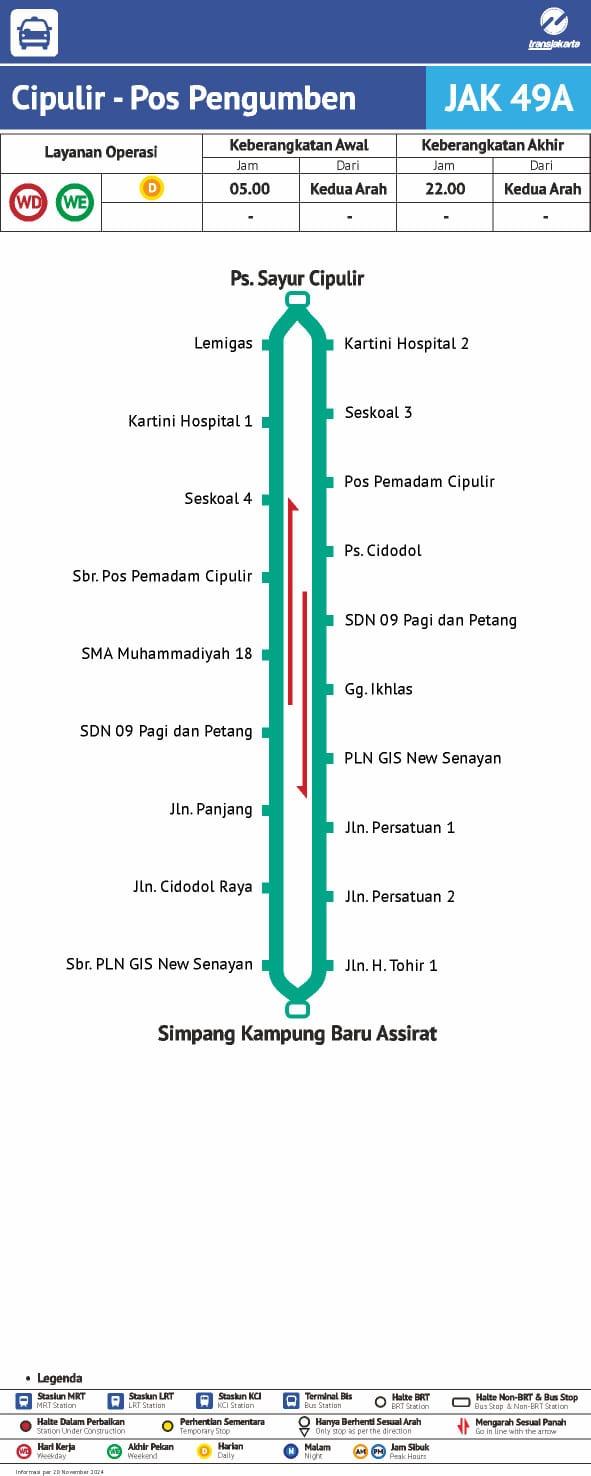 transjakarta
Cipulir - Pos Pengumben
JAK 49A
Layanan Operasi
Keberangkatan Awal
Keberangkatan Akhir
Jam
Dari
Jam
Dari
WD WE
D
05.00
Kedua Arah
22.00
Kedua Arah
-
-
-
-
Ps. Sayur Cipulir
Lemigas
Kartini Hospital 2
Seskoal 3
Kartini Hospital 1
Pos Pemadam Cipulir
Seskoal 4
Ps. Cidodol
Sbr. Pos Pemadam Cipulir
SDN 09 Pagi dan Petang
SMA Muhammadiyah 18
Gg. Ikhlas
SDN 09 Pagi dan Petang
PLN GIS New Senayan
Jln. Panjang
Jln. Persatuan 1
Jln. Cidodol Raya
Jln. Persatuan 2
Sbr. PLN GIS New Senayan
Jln. H. Tohir 1
Simpang Kampung Baru Assirat
• Legenda
Stasiun MRT
MRT Station
Stasiun LRT
LRT Station
Stasiun KCI
KCI Station
Terminal Bis
Bus Station
Halte BRT
BRT Station
Halte Non-BRT & Bus Stop
Bus Stop & Non-BRT Station
Halte Dalam Perbaikan
Station Under Construction
Perhentian Sementara
Temporary Stop
Hanya Berhenti Sesuai Arah
Only stop as per the direction
Mengarah Sesuai Panah
Go in line with the arrow
WD
Hari Kerja
Weekday
WE
Akhir Pekan
Weekend
D
Harian
Daily
M
Malam
Night
AM PM
Jam Sibuk
Peak Hours
Informasi per 20 November 2024